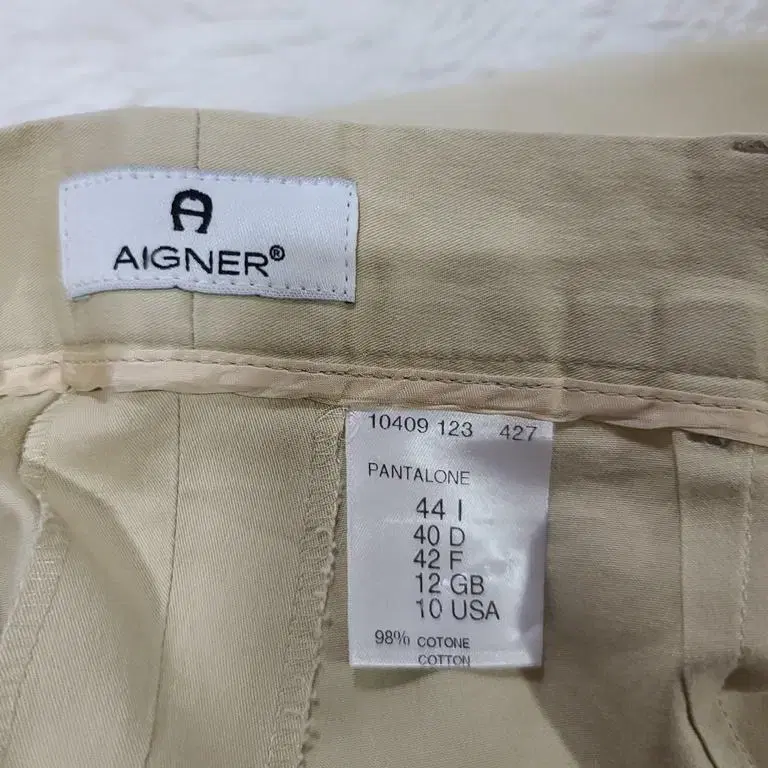 AIGNER®
10409 123 427
PANTALONE
44 I
40 D
42 F
12 GB
10 USA
98% COTONE
COTTON